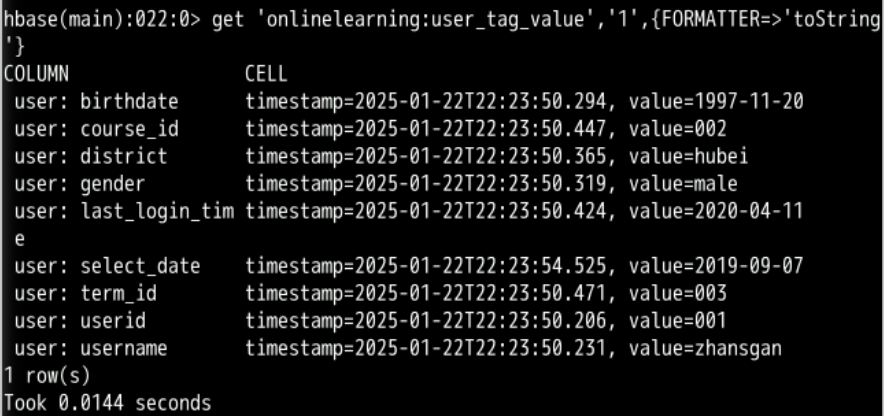 hbase(main):022:0> get 'onlinelearning:user_tag_value','1',{FORMATTER=>'toString
'}
COLUMN                CELL
 user: birthdate      timestamp=2025-01-22T22:23:50.294, value=1997-11-20
 user: course_id      timestamp=2025-01-22T22:23:50.447, value=002
 user: district       timestamp=2025-01-22T22:23:50.365, value=hubei
 user: gender         timestamp=2025-01-22T22:23:50.319, value=male
 user: last_login_tim timestamp=2025-01-22T22:23:50.424, value=2020-04-11
 e
 user: select_date    timestamp=2025-01-22T22:23:54.525, value=2019-09-07
 user: term_id        timestamp=2025-01-22T22:23:50.471, value=003
 user: userid         timestamp=2025-01-22T22:23:50.206, value=001
 user: username       timestamp=2025-01-22T22:23:50.231, value=zhansgan
1 row(s)
Took 0.0144 seconds